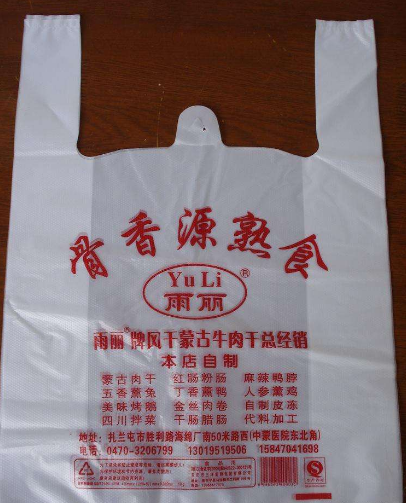 骨香源熟食
Yu Li ®
雨丽
雨丽®牌风干蒙古牛肉干总经销
本店自制
蒙古肉干 红肠粉肠 麻辣鸭脖
五香薰兔 丁香薰鹌 人参薰鸡
美味烤鹅 金丝肉卷 自制皮冻
四川拌菜 干肠腊肠 代料加工
地址：扎兰屯市胜利路海绵厂南50米路西(中蒙医院东北角)
电话：0470-3206799 13019519506 15847041698